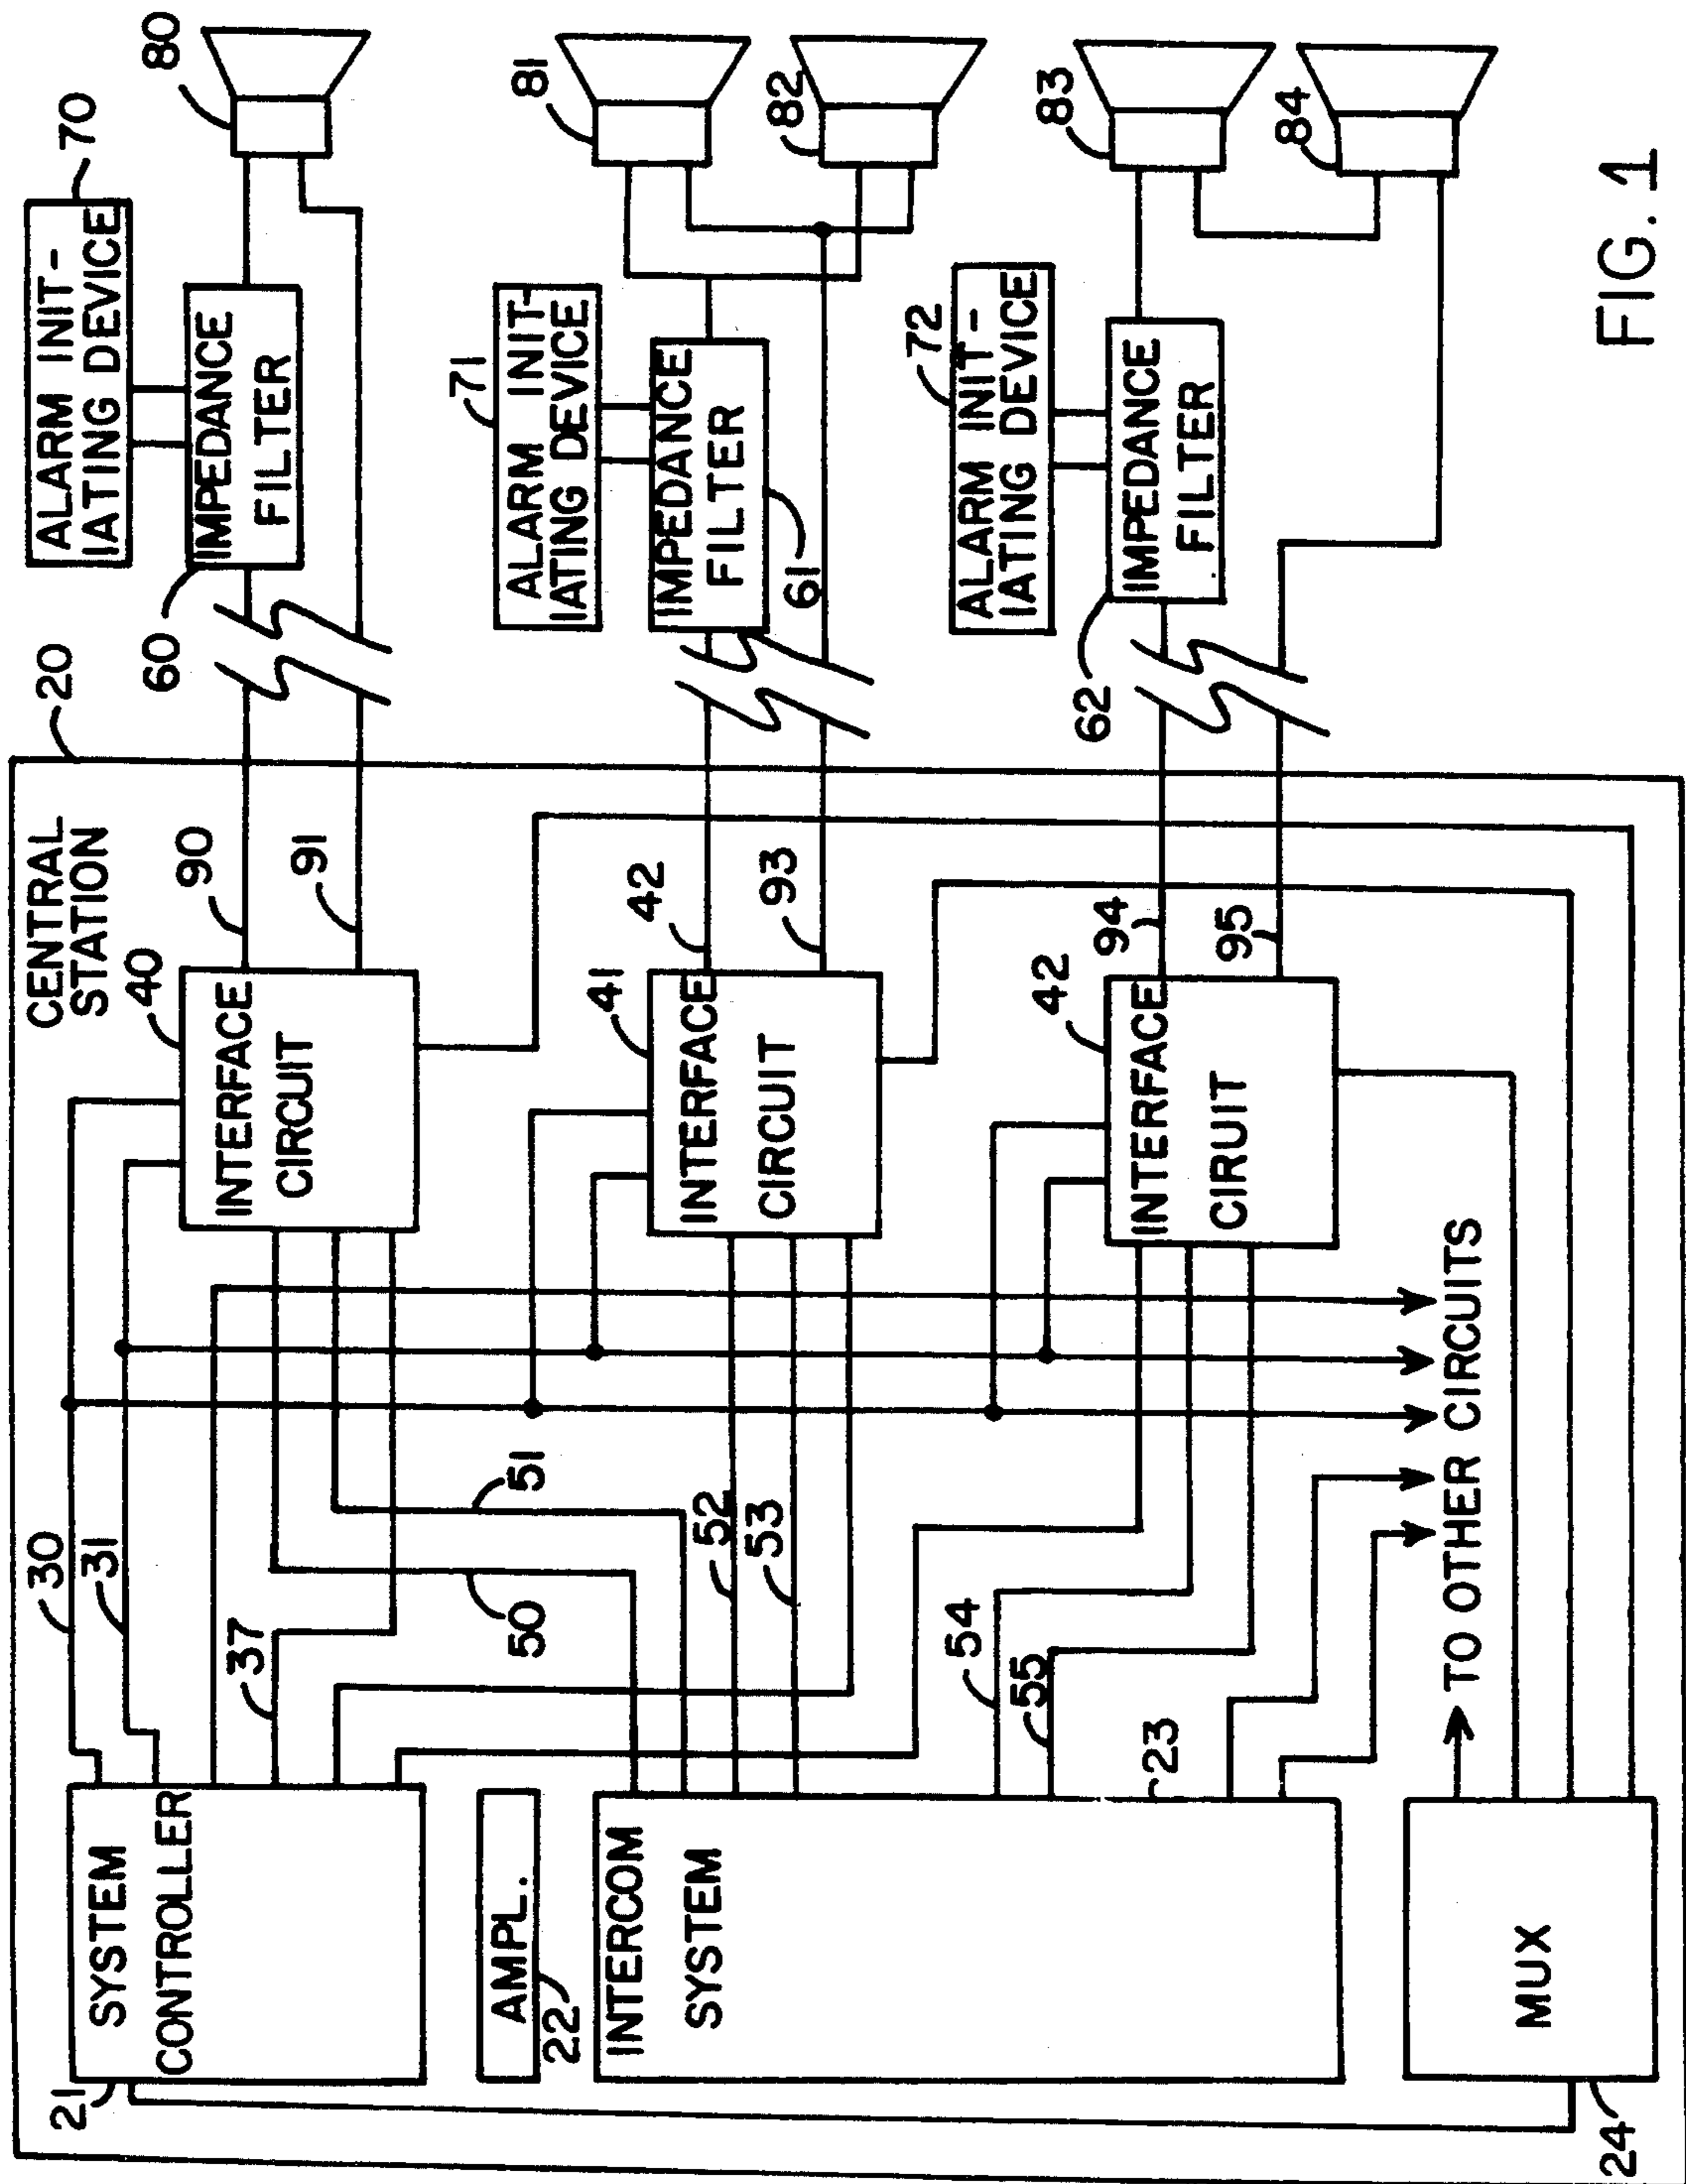 CENTRAL
STATION
20
SYSTEM
CONTROLLER
21
AMPL.
22
INTERCOM
SYSTEM
23
MUX
24
30
31
37
50
51
52
53
54
55
TO OTHER CIRCUITS
INTERFACE
CIRCUIT
40
INTERFACE
CIRCUIT
41
INTERFACE
CIRUIT
42
90
91
42
93
94
95
ALARM INIT-
IATING DEVICE
70
IMPEDANCE
FILTER
60
80
ALARM INIT-
IATING DEVICE
71
IMPEDANCE
FILTER
61
81
82
ALARM INIT-
IATING DEVICE
72
IMPEDANCE
FILTER
62
83
84
FIG. 1